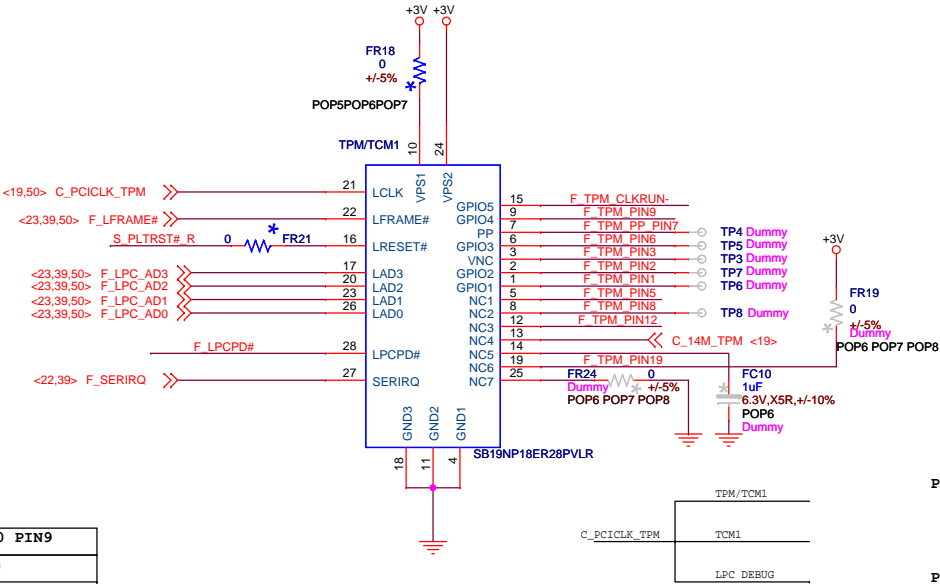 +3V +3V
FR18
0
+/-5%
POP5POP6POP7
TPM/TCM1
10
24
VPS1
VPS2
<19,50> C_PCICLK_TPM
21
LCLK
<23,39,50> F_LFRAME#
22
LFRAME#
S_PLTRST#_R
0
FR21
16
LRESET#
<23,39,50> F_LPC_AD3
17
LAD3
<23,39,50> F_LPC_AD2
20
LAD2
<23,39,50> F_LPC_AD1
23
LAD1
<23,39,50> F_LPC_AD0
26
LAD0
F_LPCPD#
28
LPCPD#
<22,39> F_SERIRQ
27
SERIRQ
GPIO5
15
F_TPM_CLKRUN-
GPIO4
9
F_TPM_PIN9
PP
7
F_TPM_PP_PIN7
TP4 Dummy
GPIO3
6
F_TPM_PIN6
TP5 Dummy
VNC
3
F_TPM_PIN3
TP3 Dummy
GPIO2
2
F_TPM_PIN2
TP7 Dummy
GPIO1
1
F_TPM_PIN1
TP6 Dummy
NC1
5
F_TPM_PIN5
NC2
8
F_TPM_PIN8
TP8 Dummy
NC3
12
F_TPM_PIN12
NC4
13
C_14M_TPM <19>
NC5
14
NC6
19
F_TPM_PIN19
NC7
25
+3V
FR19
0
+/-5%
Dummy
POP6 POP7 POP8
FR24
0
Dummy
+/-5%
POP6 POP7 POP8
FC10
1uF
6.3V,X5R,+/-10%
POP6
Dummy
GND3
GND2
GND1
18
11
4
SB19NP18ER28PVLR
P
TPM/TCM1
C_PCICLK_TPM
TCM1
LPC DEBUG
P
PIN9